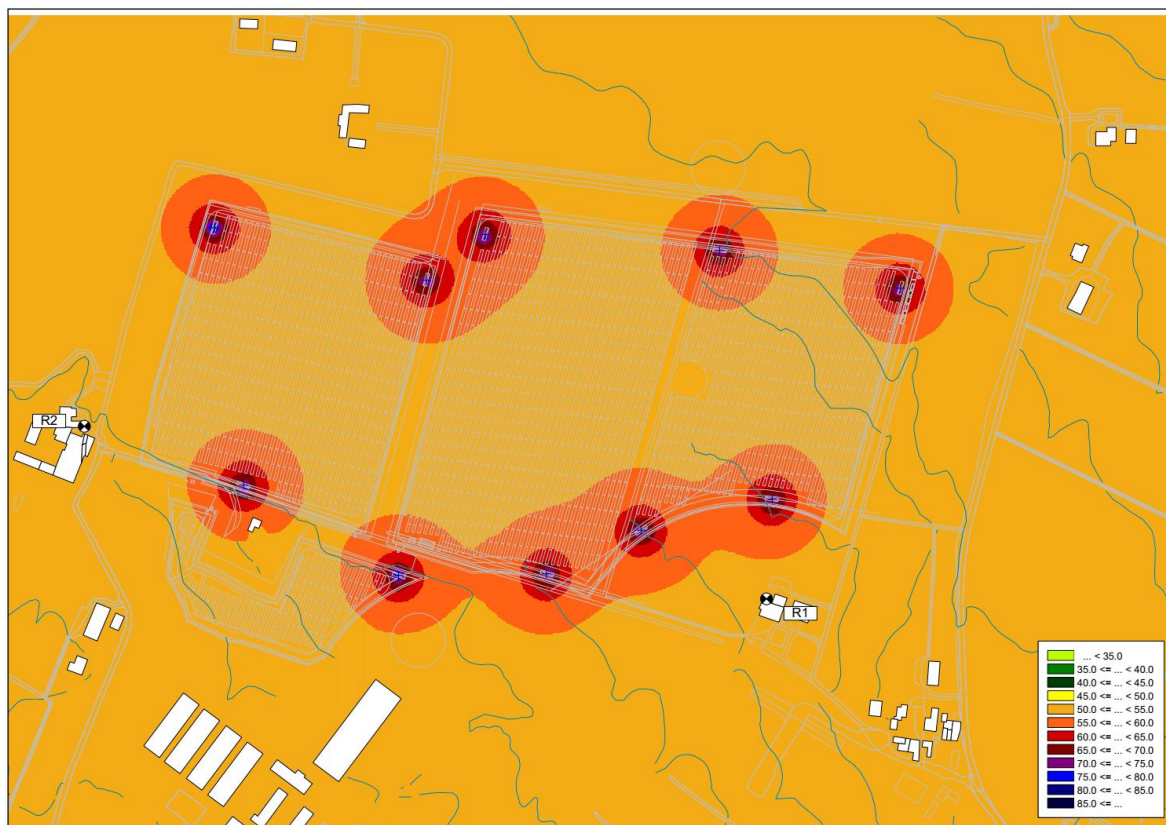 R2
R1
... < 35.0
35.0 <= ... < 40.0
40.0 <= ... < 45.0
45.0 <= ... < 50.0
50.0 <= ... < 55.0
55.0 <= ... < 60.0
60.0 <= ... < 65.0
65.0 <= ... < 70.0
70.0 <= ... < 75.0
75.0 <= ... < 80.0
80.0 <= ... < 85.0
85.0 <= ...